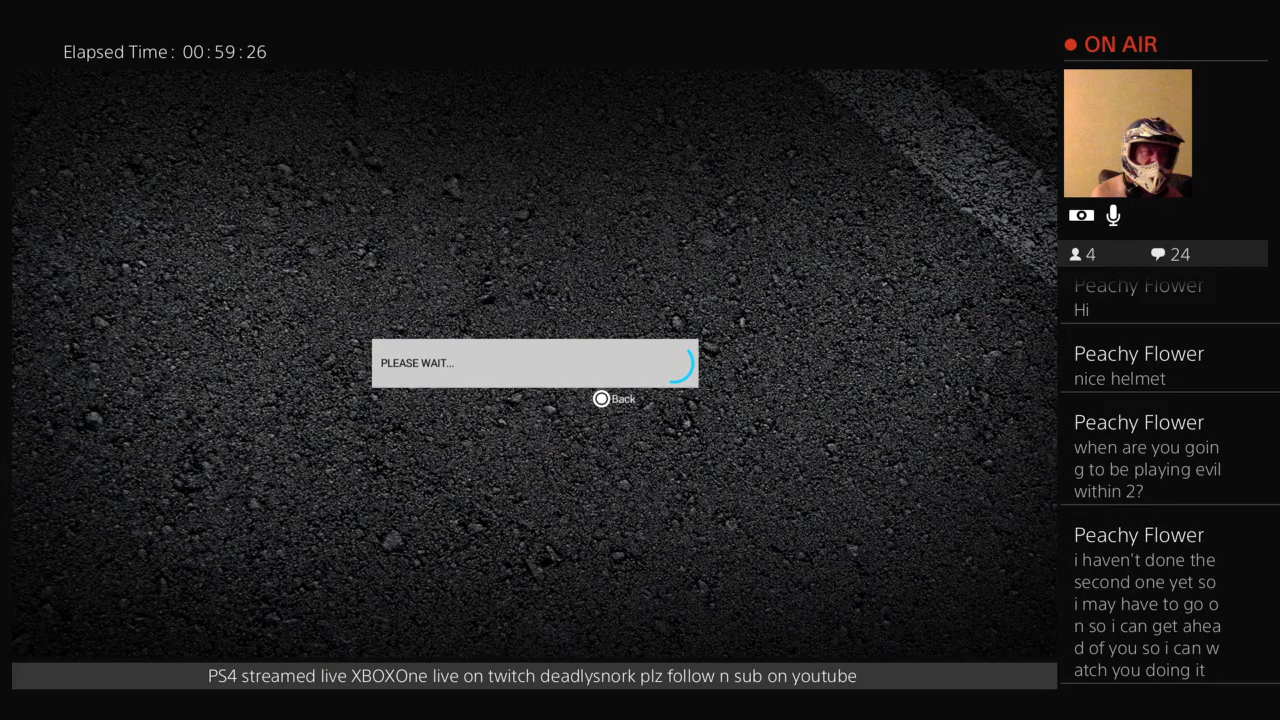 Elapsed Time: 00:59:26
ON AIR
4 24
Peachy Flower
Hi
Peachy Flower
nice helmet
Peachy Flower
when are you goin
g to be playing evil
within 2?
Peachy Flower
i haven't done the
second one yet so
i may have to go o
n so i can get ahea
d of you so i can w
atch you doing it
PLEASE WAIT...
Back
PS4 streamed live XBOXOne live on twitch deadlysnork plz follow n sub on youtube